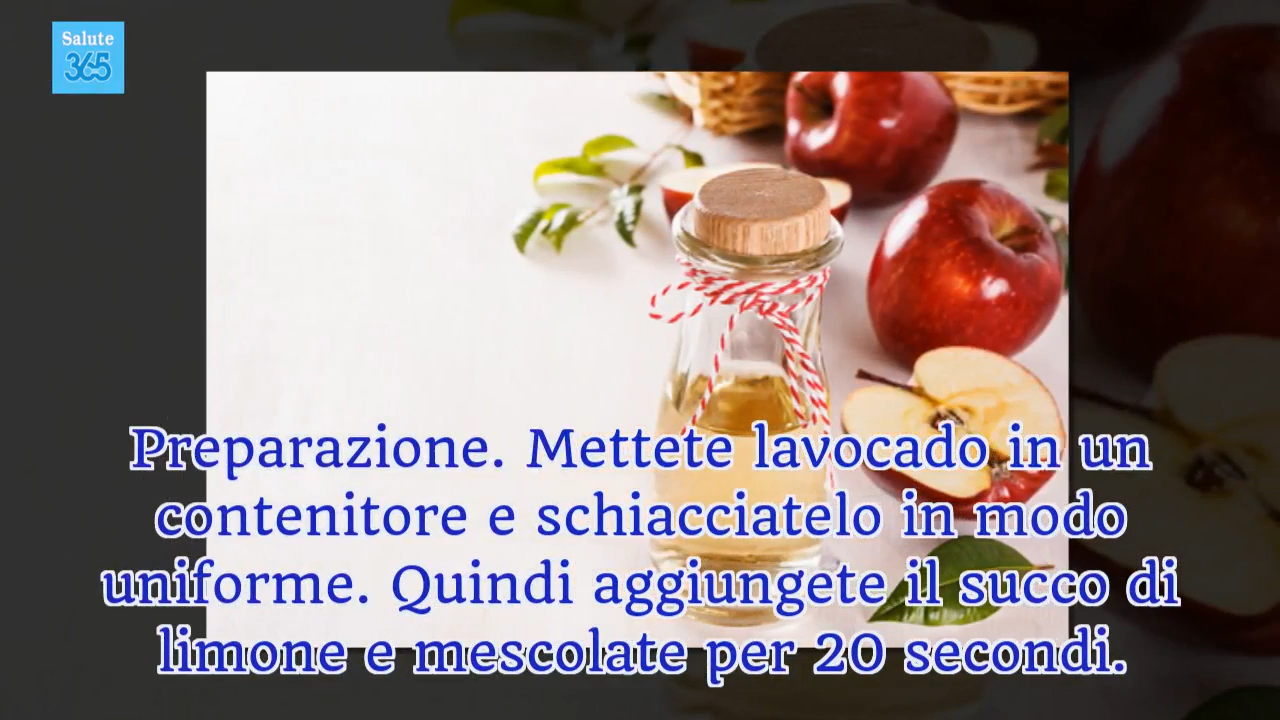 Salute
365
Preparazione. Mettete lavocado in un
contenitore e schiacciatelo in modo
uniforme. Quindi aggiungete il succo di
limone e mescolate per 20 secondi.